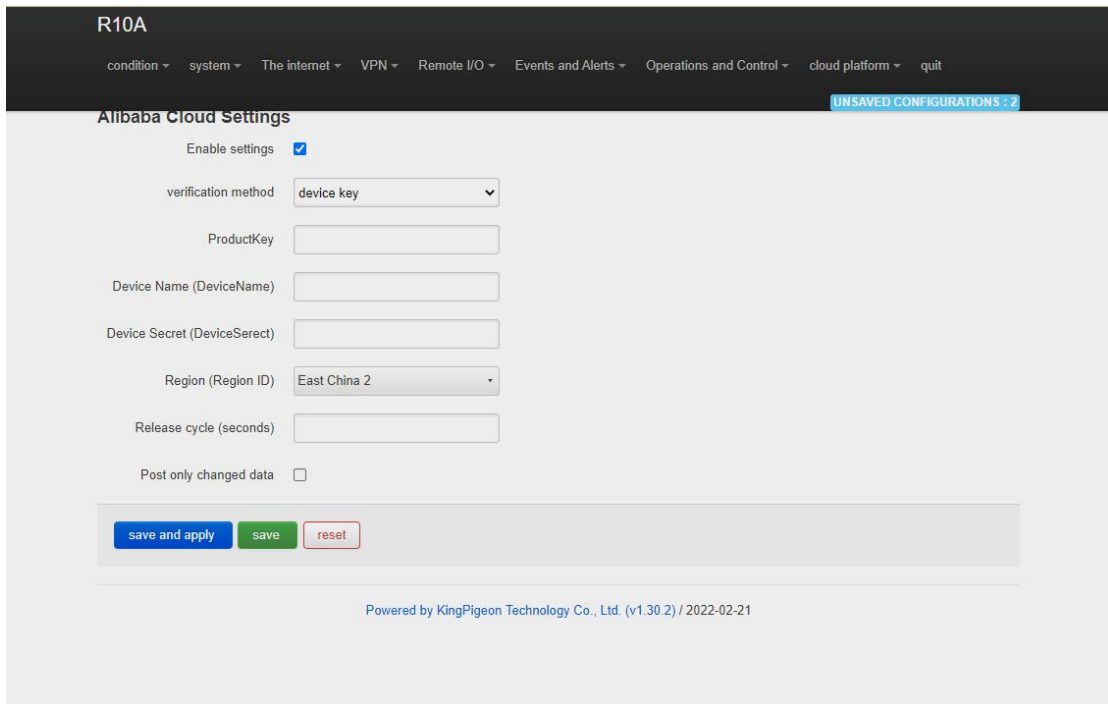 R10A
condition system The internet VPN Remote I/O Events and Alerts Operations and Control cloud platform quit
UNSAVED CONFIGURATIONS : 2
Alibaba Cloud Settings
Enable settings
verification method device key
ProductKey
Device Name (DeviceName)
Device Secret (DeviceSerect)
Region (Region ID) East China 2
Release cycle (seconds)
Post only changed data
save and apply save reset
Powered by KingPigeon Technology Co., Ltd. (v1.30.2) / 2022-02-21